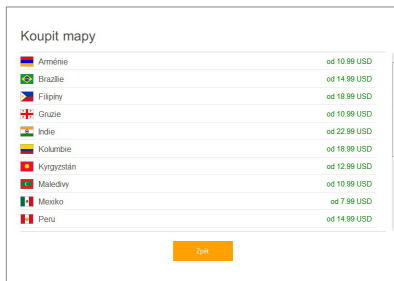 Koupit mapy
Arménie od 10.99 USD
Brazílie od 14.99 USD
Filipíny od 18.99 USD
Gruzie od 10.99 USD
Indie od 22.99 USD
Kolumbie od 18.99 USD
Kyrgyzstán od 12.99 USD
Maledivy od 10.99 USD
Mexiko od 7.99 USD
Peru od 14.99 USD
Zpět